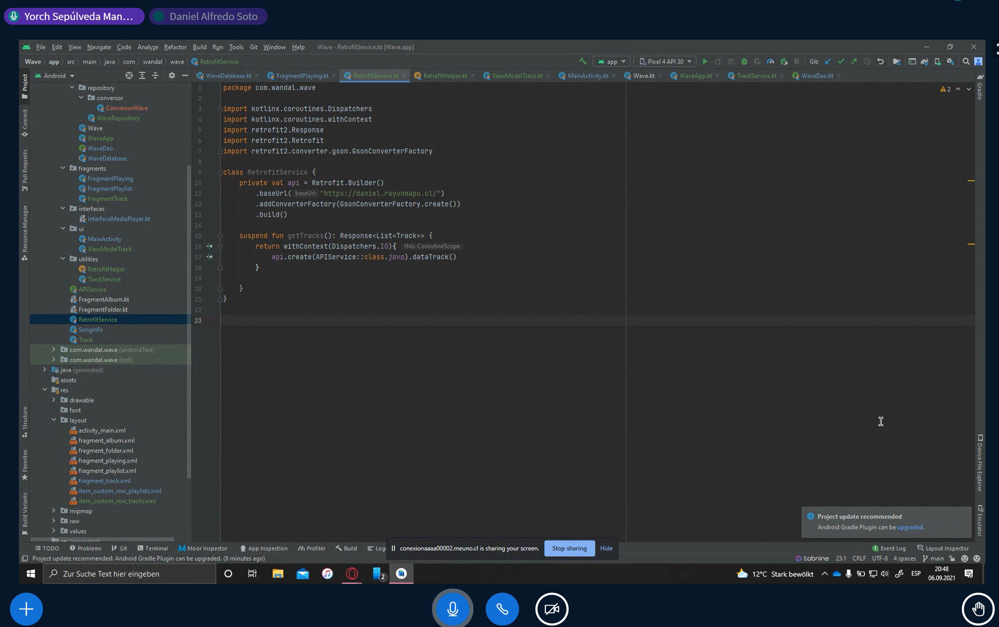 Yorch Sepúlveda Man...
Daniel Alfredo Soto
File Edit View Navigate Code Analyze Refactor Build Run Tools Git Window Help Wave - RetrofitService.kt [Wave.app]
Wave app src main java com wandal wave RetrofitService
app Pixel 4 API 30 Git:
Android
WaveDatabase.kt FragmentPlaying.kt RetrofitService.kt RetrofitHelper.kt ViewModelTrack.kt MainActivity.kt Wave.kt WaveApp.kt TrackService.kt WaveDao.kt
Project
Commit
Pull Requests
Resource Manager
Structure
Favorites
Build Variants
repository
conversor
ConversorWave
WaveRepository
Wave
WaveApp
WaveDao
WaveDatabase
fragments
FragmentPlaying
FragmentPlaylist
FragmentTrack
interfaces
interfaceMediaPlayer.kt
ui
MainActivity
ViewModelTrack
utilities
RetrofitHelper
TrackService
APIService
FragmentAlbum.kt
FragmentFolder.kt
RetrofitService
SongInfo
Track
com.wandal.wave (androidTest)
com.wandal.wave (test)
java (generated)
assets
res
drawable
font
layout
activity_main.xml
fragment_album.xml
fragment_folder.xml
fragment_playing.xml
fragment_playlist.xml
fragment_track.xml
item_custom_row_playlists.xml
item_custom_row_tracks.xml
mipmap
raw
values
res (generated)
1 package com.wandal.wave
2
3 import kotlinx.coroutines.Dispatchers
4 import kotlinx.coroutines.withContext
5 import retrofit2.Response
6 import retrofit2.Retrofit
7 import retrofit2.converter.gson.GsonConverterFactory
8
9 class RetrofitService {
10 private val api = Retrofit.Builder()
11 .baseUrl( baseUrl: "https://daniel.rayunmapu.cl/")
12 .addConverterFactory(GsonConverterFactory.create())
13 .build()
14
15 suspend fun getTracks(): Response<List<Track>> {
16 return withContext(Dispatchers.IO){ this: CoroutineScope
17 api.create(APIService::class.java).dataTrack()
18 }
19
20 }
21 }
22
23
2
Gradle
Device File Explorer
Emulator
Project update recommended
Android Gradle Plugin can be upgraded.
TODO Problems Git Terminal Moor Inspector App Inspection Profiler Build Log
conexionaaaa00002.meuno.cl is sharing your screen. Stop sharing Hide
1 Event Log Layout Inspector
Project update recommended: Android Gradle Plugin can be upgraded. (8 minutes ago)
tabnine 23:1 CRLF UTF-8 4 spaces main
Zur Suche Text hier eingeben
2
12°C Stark bewölkt ESP
20:48
06.09.2021